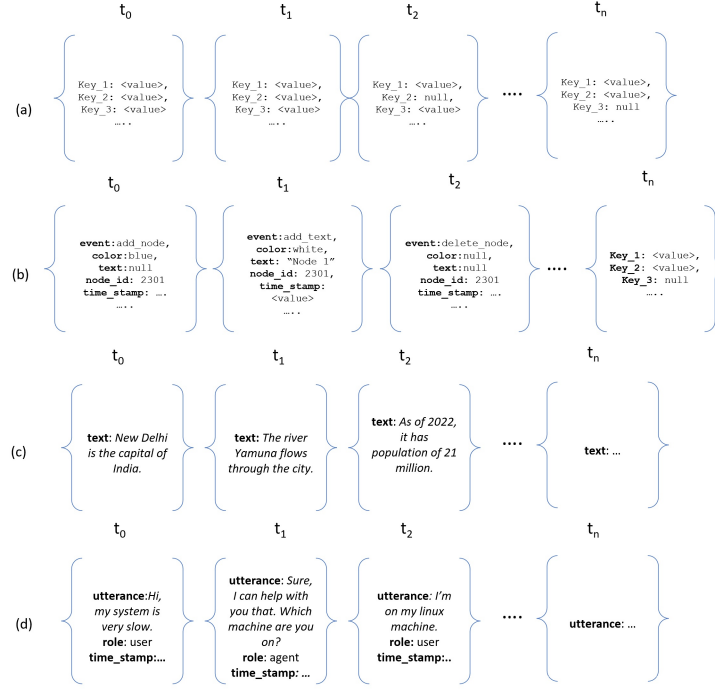 t0
t1
t2
tn
(a)
Key_1: <value>,
Key_2: <value>,
Key_3: <value>
…..
Key_1: <value>,
Key_2: <value>,
Key_3: <value>
…..
Key_1: <value>,
Key_2: null,
Key_3: <value>
…..
....
Key_1: <value>,
Key_2: <value>,
Key_3: null
…..
t0
t1
t2
tn
(b)
event:add_node,
color:blue,
text:null
node_id: 2301
time_stamp: ….
…..
event:add_text,
color:white,
text: “Node 1”
node_id: 2301,
time_stamp:
<value>
…..
event:delete_node,
color:null,
text:null
node_id: 2301
time_stamp: ….
…..
....
Key_1: <value>,
Key_2: <value>,
Key_3: null
…..
t0
t1
t2
tn
(c)
text: New Delhi
is the capital of
India.
text: The river
Yamuna flows
through the city.
text: As of 2022,
it has
population of 21
million.
....
text: …
t0
t1
t2
tn
(d)
utterance:Hi,
my system is
very slow.
role: user
time_stamp:…
utterance: Sure,
I can help with
you that. Which
machine are you
on?
role: agent
time_stamp: …
utterance: I’m
on my linux
machine.
role: user
time_stamp:..
....
utterance: …